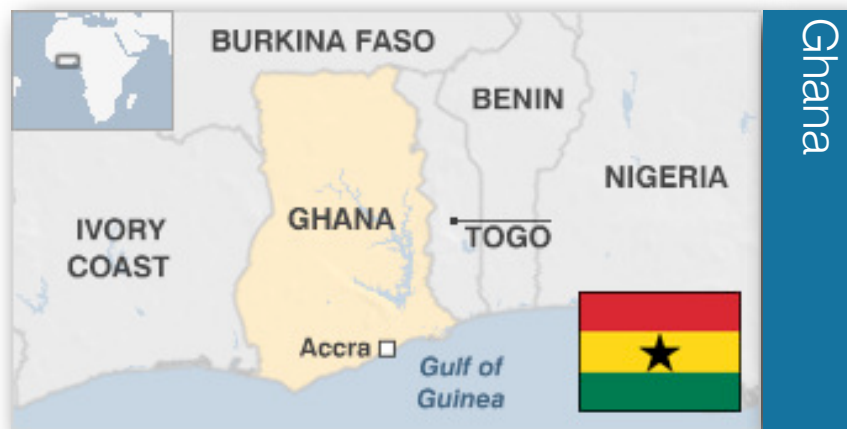 BURKINA FASO
BENIN
NIGERIA
GHANA
IVORY
COAST
TOGO
Accra
Gulf of
Guinea
Ghana